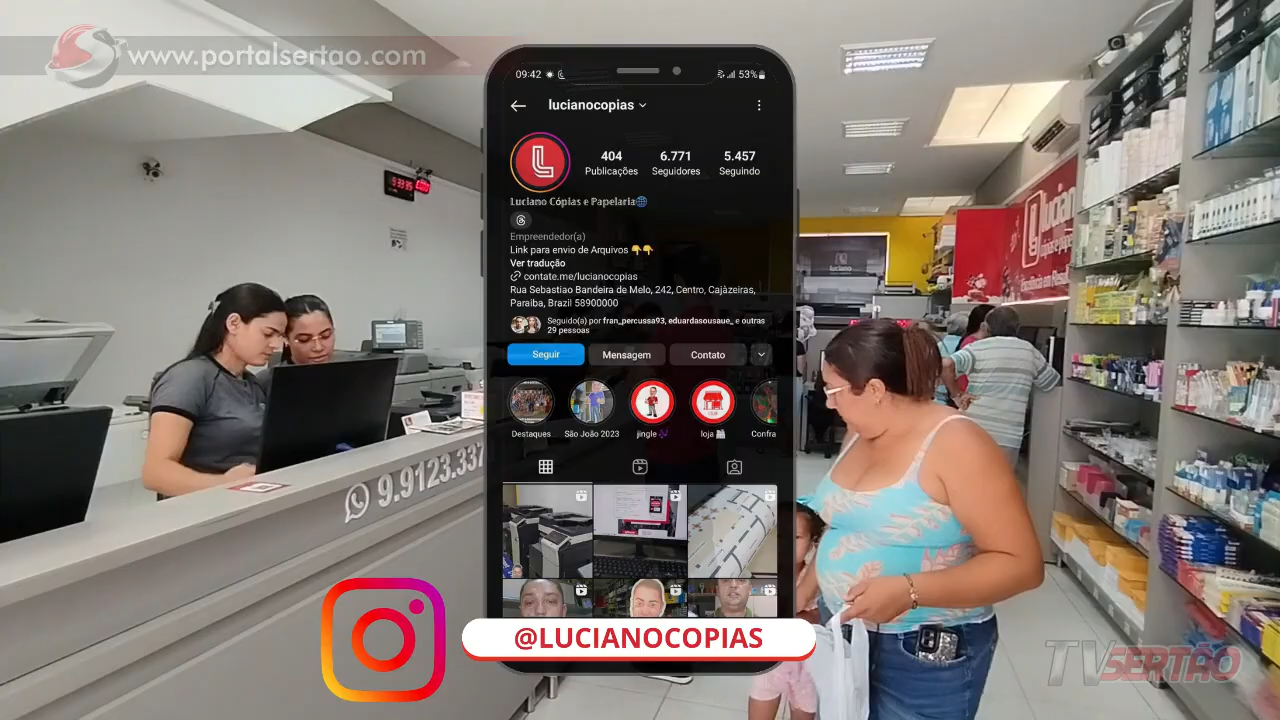 www.portalsertao.com
09:42
53%
lucianocopias
404
6.771
5.457
Publicações
Seguidores
Seguindo
Luciano Cópias e Papelaria
Empreendedor(a)
Link para envio de Arquivos
Ver tradução
contate.me/lucianocopias
Rua Sebastiao Bandeira de Melo, 242, Centro, Cajàzeiras,
Paraíba, Brazil 58900000
Seguido(a) por fran_percussa93, eduardasousaue_ e outras
29 pessoas
Seguir
Mensagem
Contato
Destaques
São João 2023
jingle
loja
Confra
9.9123.337
@LUCIANOCOPIAS
luciano
TV SERTÃO